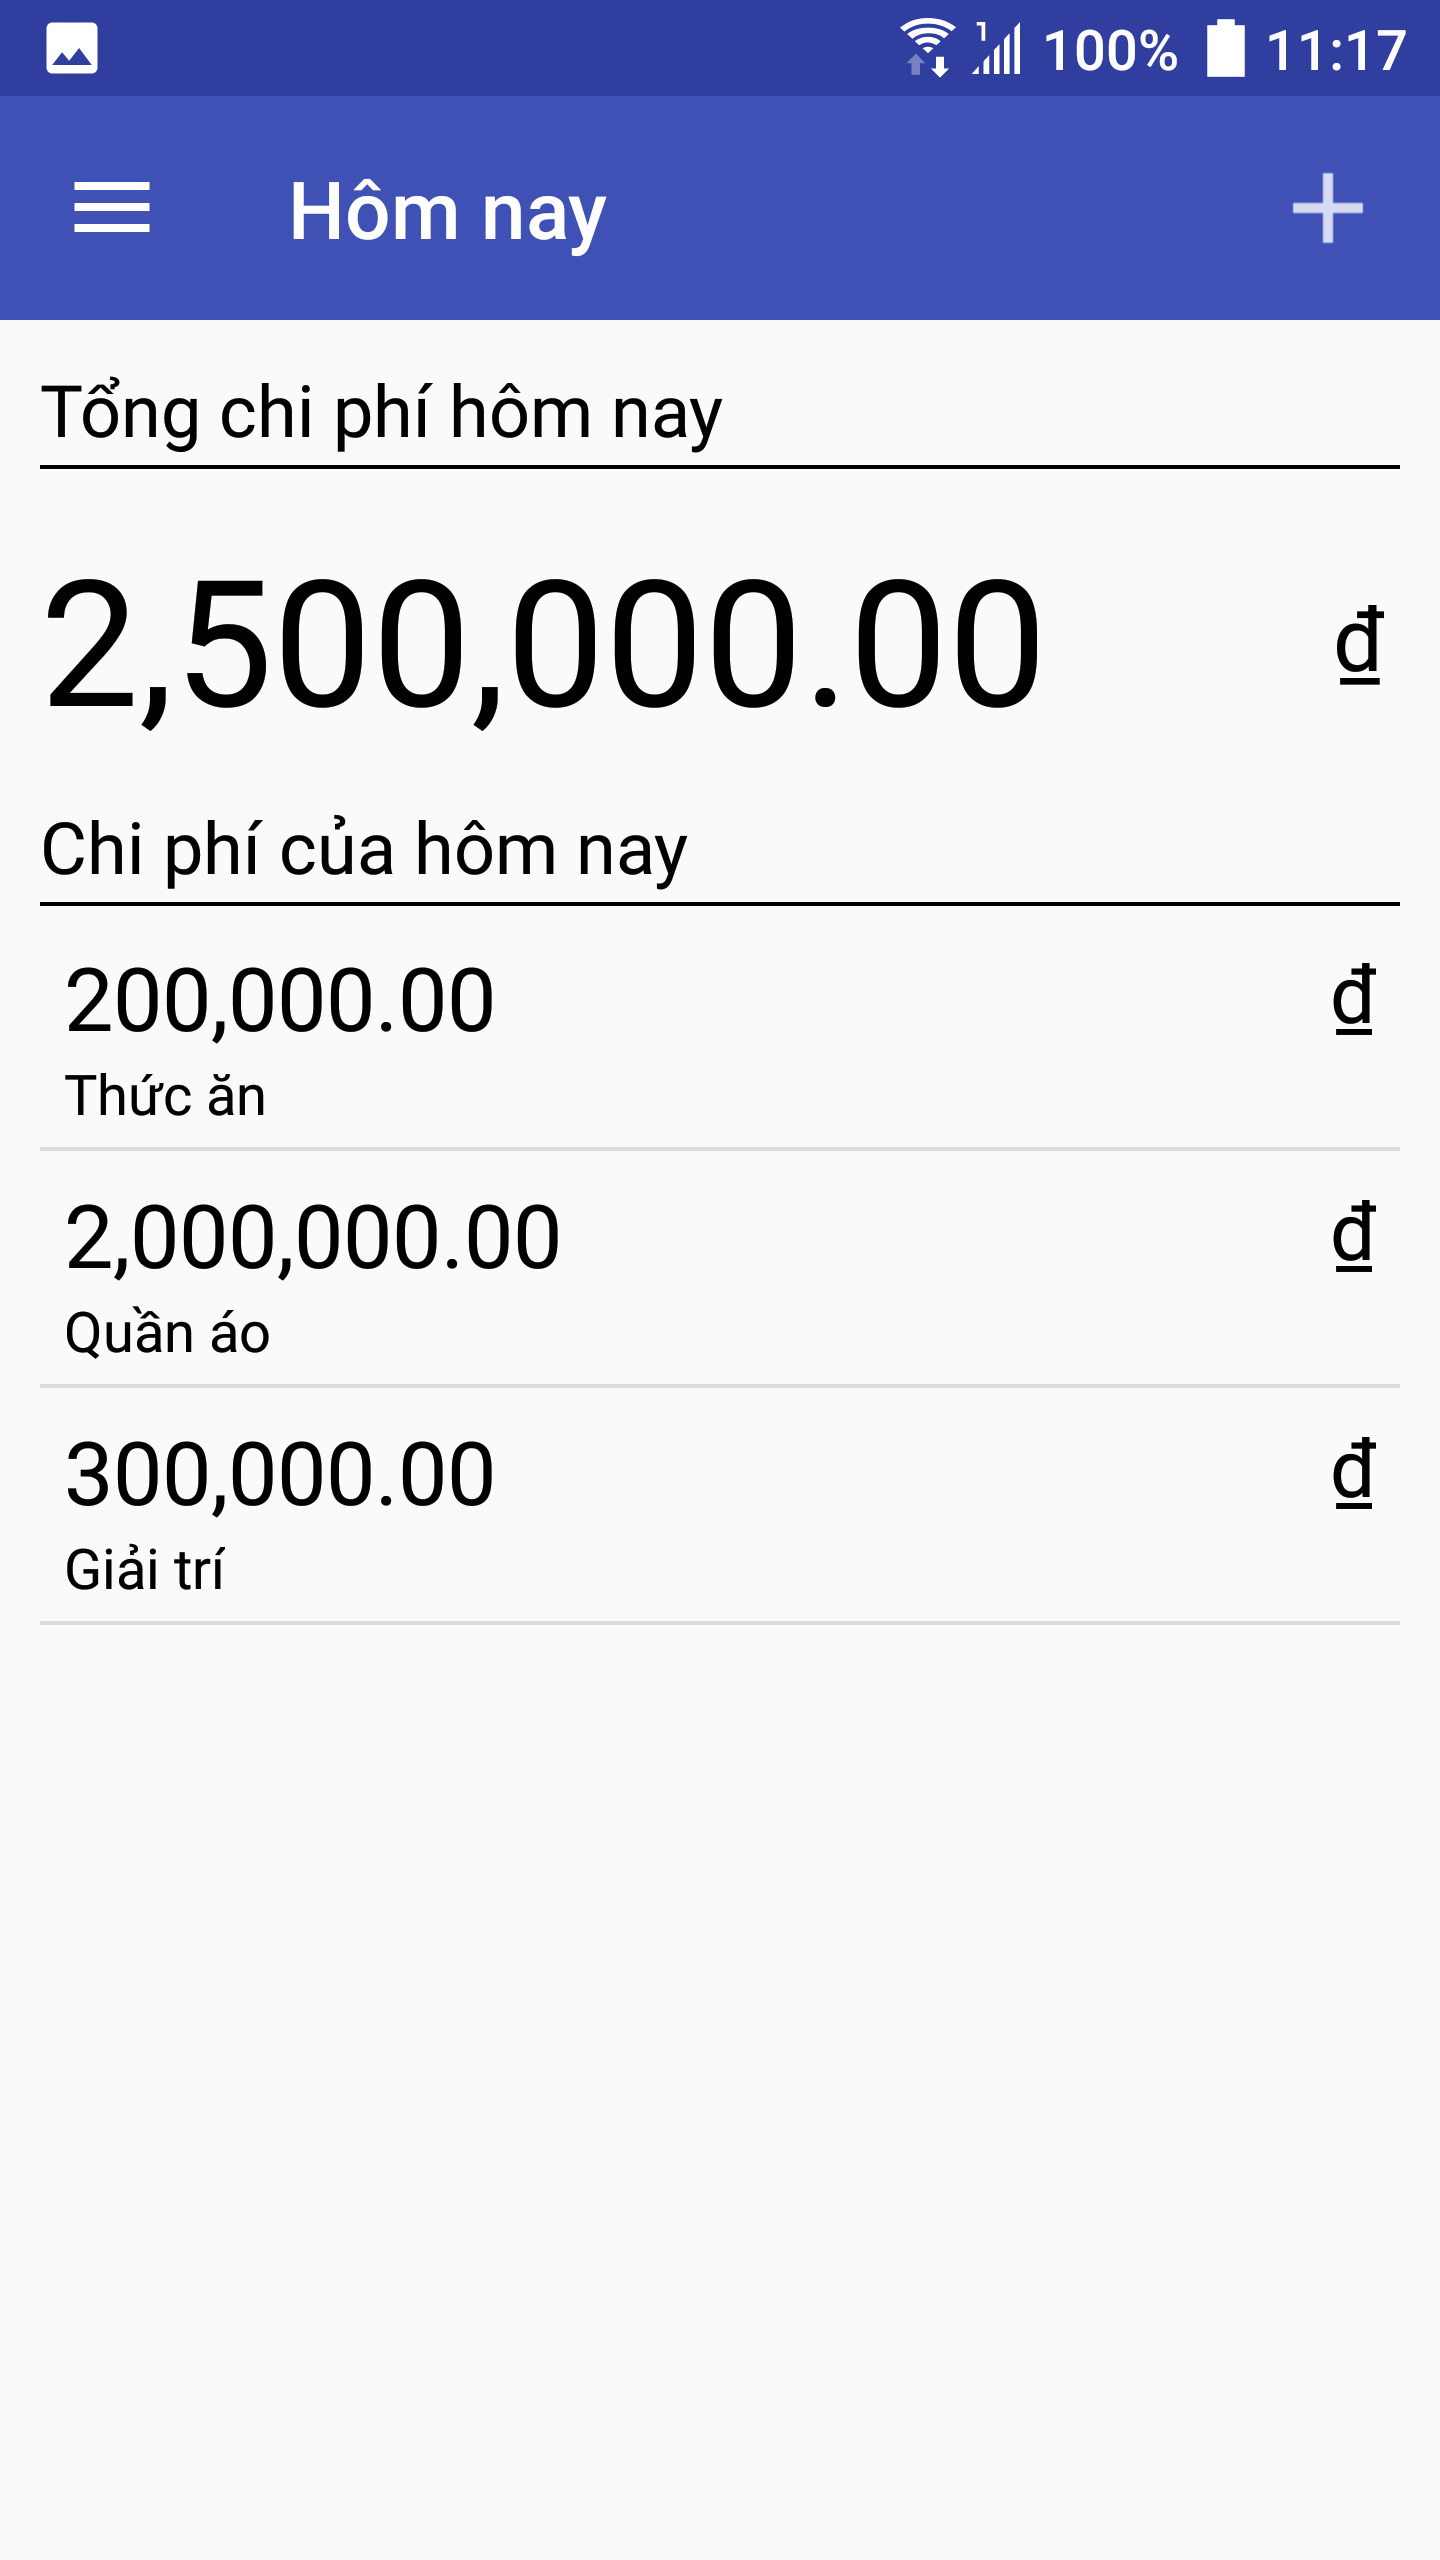 1 100% 11:17
Hôm nay
Tổng chi phí hôm nay
2,500,000.00 ₫
Chi phí của hôm nay
200,000.00 ₫
Thức ăn
2,000,000.00 ₫
Quần áo
300,000.00 ₫
Giải trí